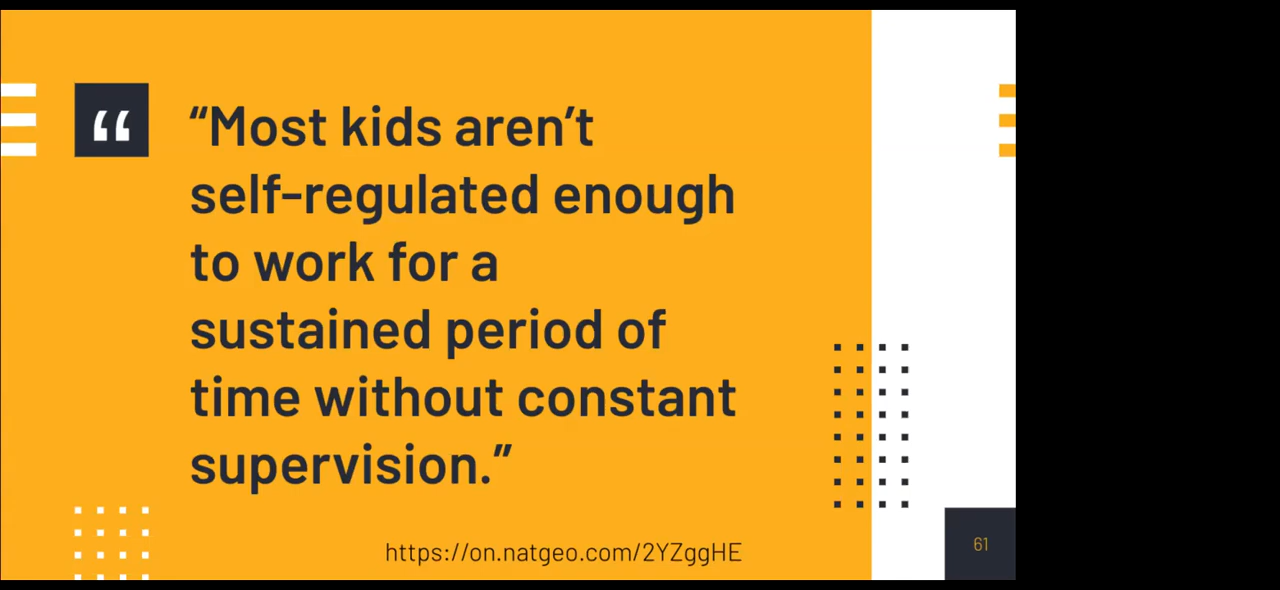 “
“Most kids aren’t
self-regulated enough
to work for a
sustained period of
time without constant
supervision.”
https://on.natgeo.com/2YZggHE
61